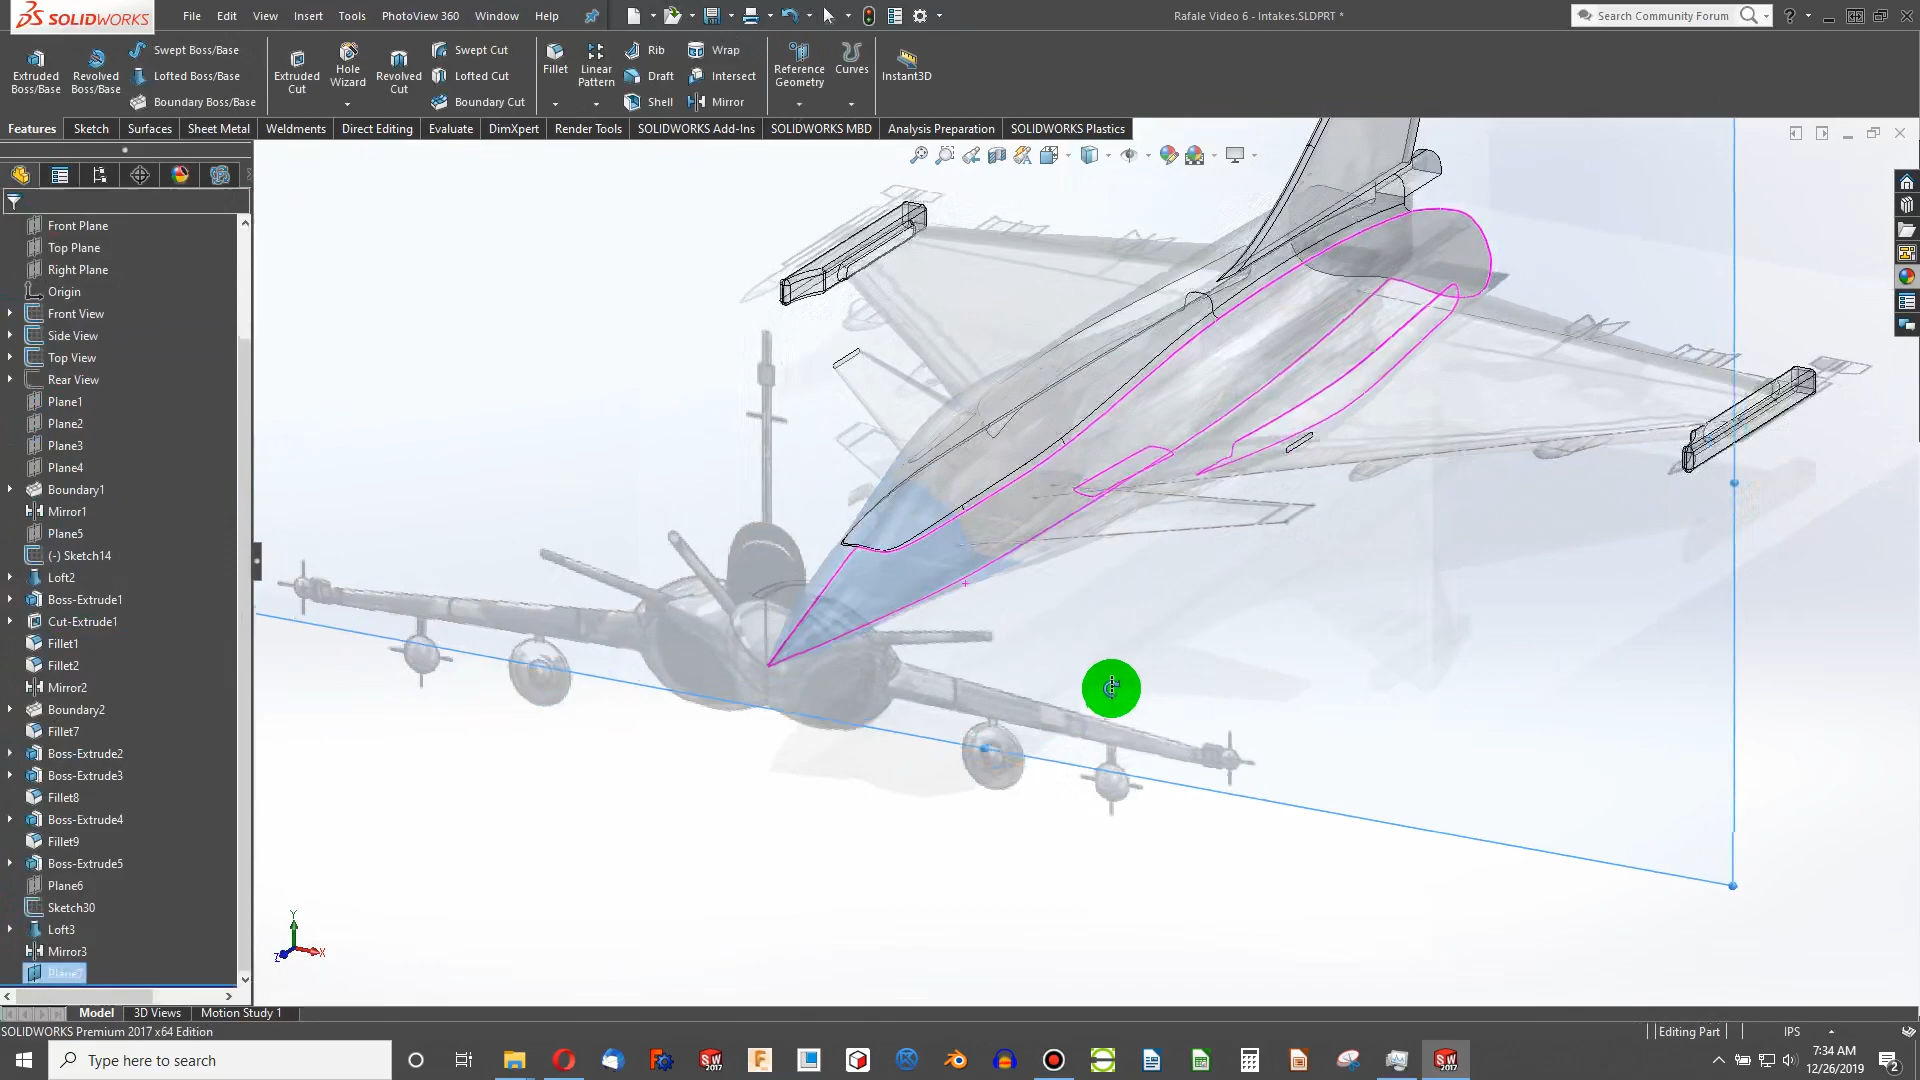 SOLIDWORKS
File Edit View Insert Tools PhotoView 360 Window Help
Rafale Video 6 - Intakes.SLDPRT *
Search Community Forum
?
Extruded Boss/Base
Revolved Boss/Base
Swept Boss/Base
Lofted Boss/Base
Boundary Boss/Base
Extruded Cut
Hole Wizard
Revolved Cut
Swept Cut
Lofted Cut
Boundary Cut
Fillet
Linear Pattern
Rib
Draft
Shell
Wrap
Intersect
Mirror
Reference Geometry
Curves
Instant3D
Features Sketch Surfaces Sheet Metal Weldments Direct Editing Evaluate DimXpert Render Tools SOLIDWORKS Add-Ins SOLIDWORKS MBD Analysis Preparation SOLIDWORKS Plastics
Front Plane
Top Plane
Right Plane
Origin
Front View
Side View
Top View
Rear View
Plane1
Plane2
Plane3
Plane4
Boundary1
Mirror1
Plane5
(-) Sketch14
Loft2
Boss-Extrude1
Cut-Extrude1
Fillet1
Fillet2
Mirror2
Boundary2
Fillet7
Boss-Extrude2
Boss-Extrude3
Fillet8
Boss-Extrude4
Fillet9
Boss-Extrude5
Plane6
Sketch30
Loft3
Mirror3
Plane7
Y
X
Z
Model 3D Views Motion Study 1
SOLIDWORKS Premium 2017 x64 Edition
Editing Part
IPS
Type here to search
7:34 AM
12/26/2019
2